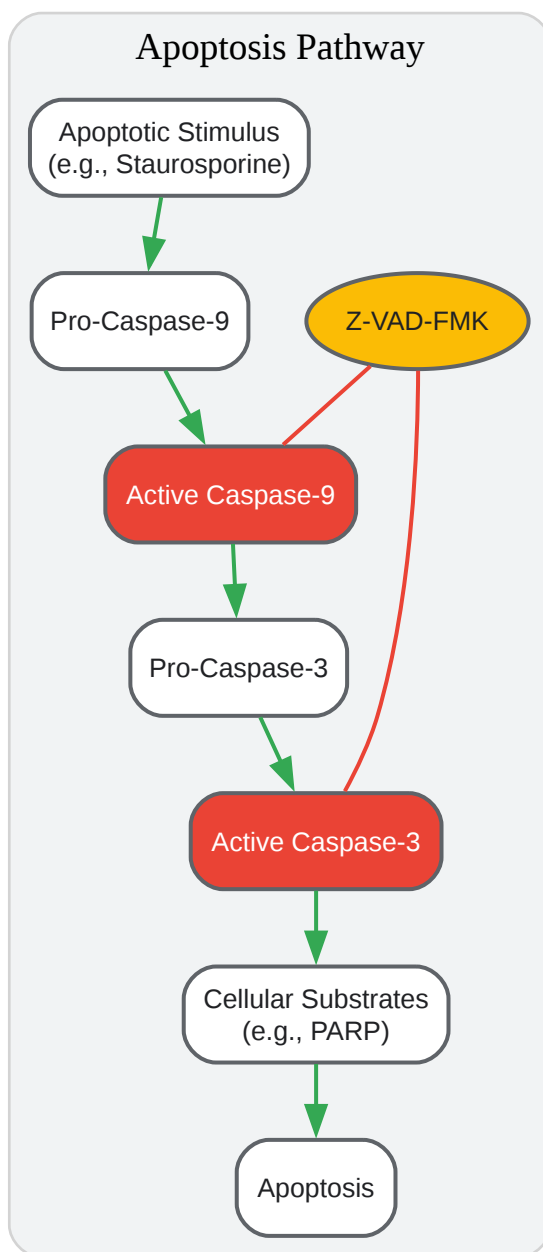 Apoptosis Pathway
Apoptotic Stimulus
(e.g., Staurosporine)
Pro-Caspase-9
Z-VAD-FMK
Active Caspase-9
Pro-Caspase-3
Active Caspase-3
Cellular Substrates
(e.g., PARP)
Apoptosis